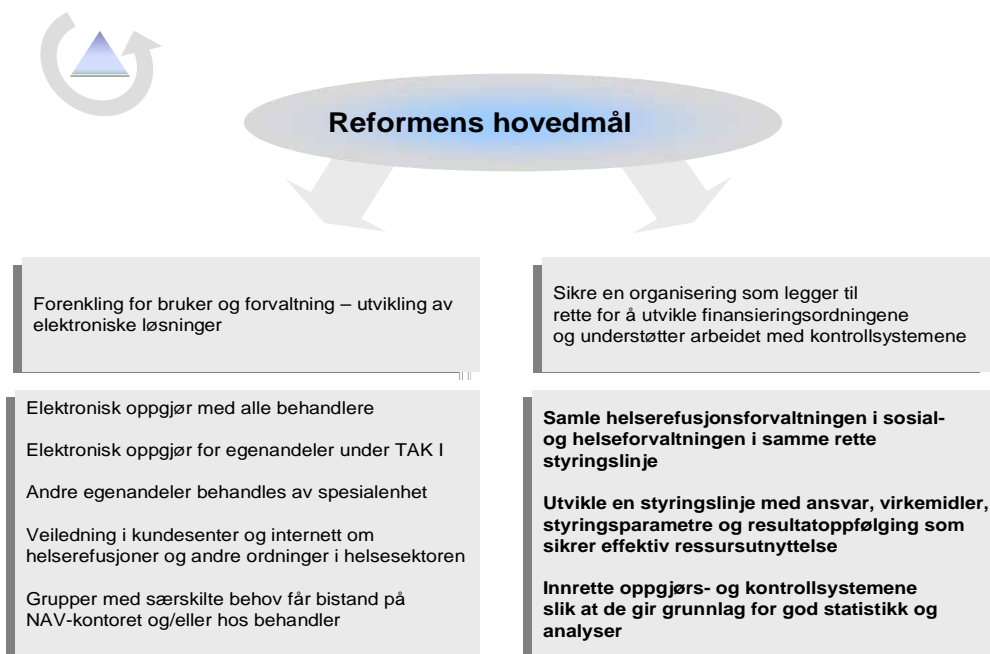 Reformens hovedmål
Forenkling for bruker og forvaltning – utvikling av
elektroniske løsninger
Elektronisk oppgjør med alle behandlere
Elektronisk oppgjør for egenandeler under TAK I
Andre egenandeler behandles av spesialenhet
Veiledning i kundesenter og internett om
helserefusjoner og andre ordninger i helsesektoren
Grupper med særskilte behov får bistand på
NAV-kontoret og/eller hos behandler
Sikre en organisering som legger til
rette for å utvikle finansieringsordningene
og understøtter arbeidet med kontrollsystemene
Samle helserefusjonsforvaltningen i sosial-
og helseforvaltningen i samme rette
styringslinje
Utvikle en styringslinje med ansvar, virkemidler,
styringsparametre og resultatoppfølging som
sikrer effektiv ressursutnyttelse
Innrette oppgjørs- og kontrollsystemene
slik at de gir grunnlag for god statistikk og
analyser